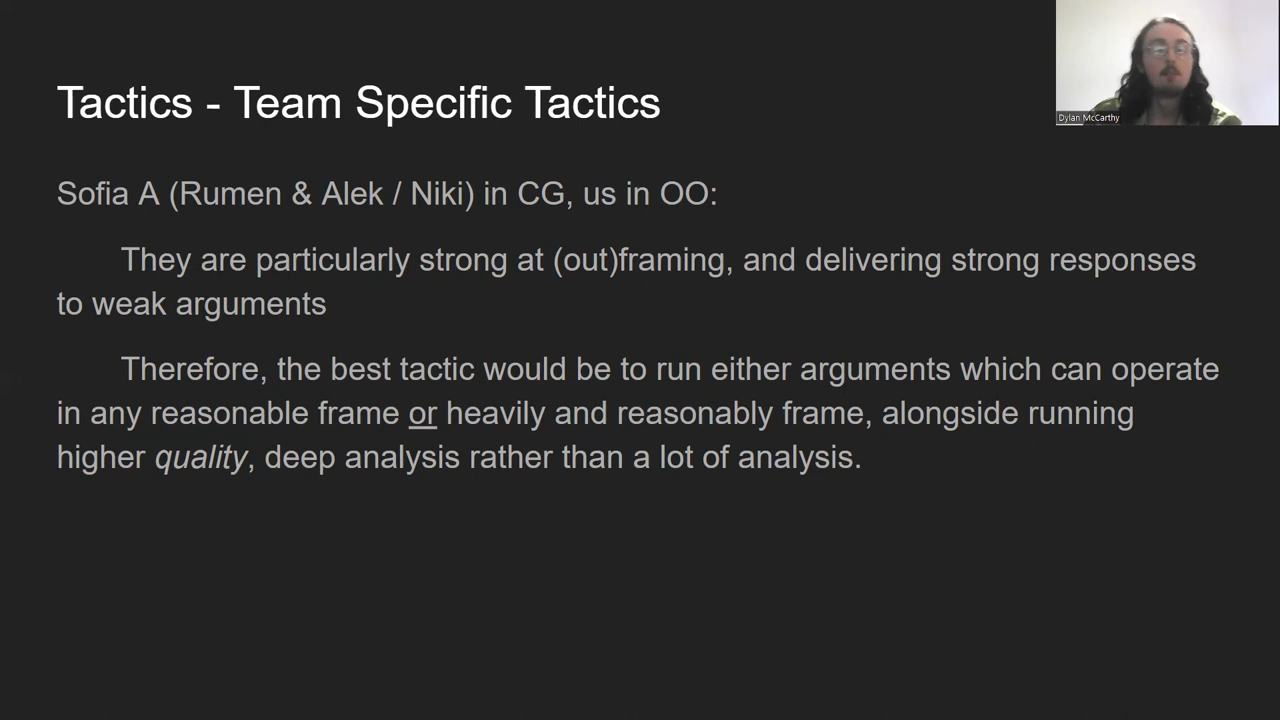 Dylan McCarthy
Tactics - Team Specific Tactics
Sofia A (Rumen & Alek / Niki) in CG, us in OO:
They are particularly strong at (out)framing, and delivering strong responses
to weak arguments
Therefore, the best tactic would be to run either arguments which can operate
in any reasonable frame or heavily and reasonably frame, alongside running
higher quality, deep analysis rather than a lot of analysis.